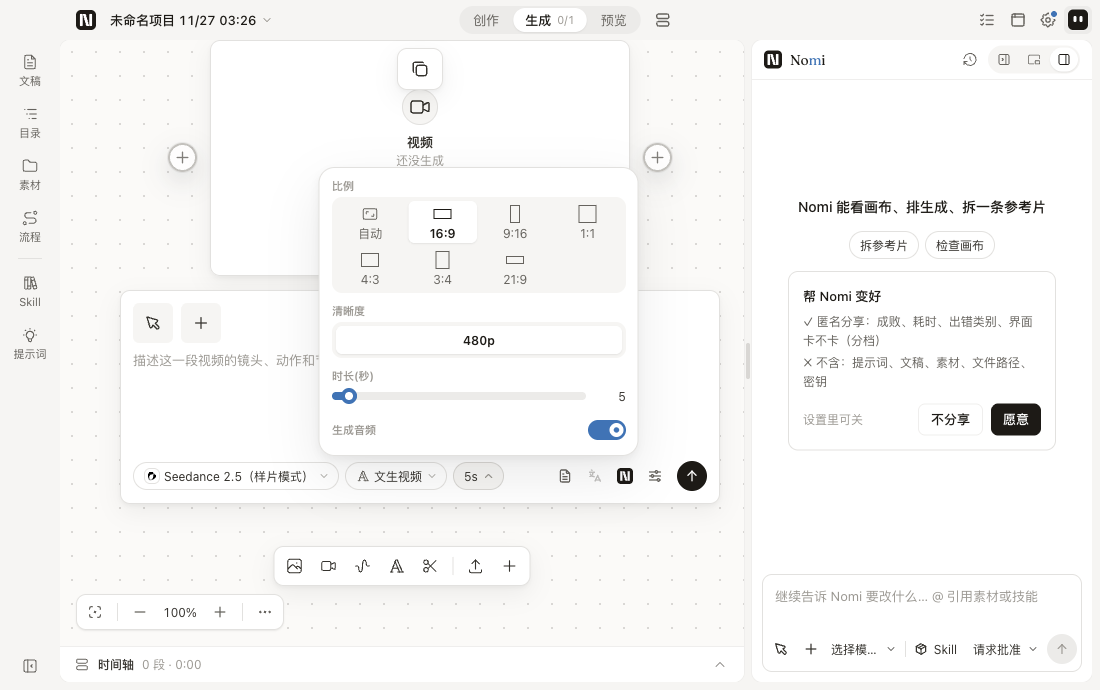 未命名项目 11/27 03:26
创作
生成 0/1
预览
文稿
目录
素材
流程
Skill
提示词
视频
还没生成
比例
自动
16:9
9:16
1:1
4:3
3:4
21:9
清晰度
480p
时长(秒)
5
生成音频
描述这一段视频的镜头、动作和
Seedance 2.5（样片模式）
文生视频
5s
100%
时间轴 0 段 · 0:00
Nomi
Nomi 能看画布、排生成、拆一条参考片
拆参考片
检查画布
帮 Nomi 变好
✓ 匿名分享：成败、耗时、出错类别、界面
卡不卡（分档）
✕ 不含：提示词、文稿、素材、文件路径、
密钥
设置里可关
不分享
愿意
继续告诉 Nomi 要改什么... @ 引用素材或技能
选择模...
Skill
请求批准